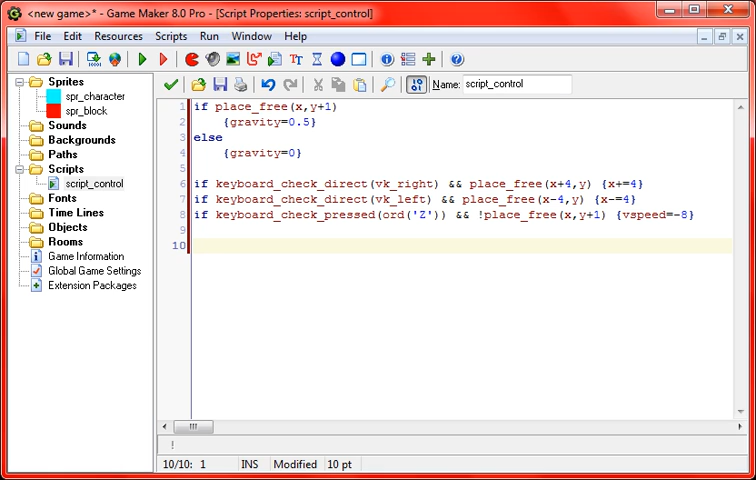 <new game>* - Game Maker 8.0 Pro - [Script Properties: script_control]
File Edit Resources Scripts Run Window Help
Name: script_control
Sprites
spr_character
spr_block
Sounds
Backgrounds
Paths
Scripts
script_control
Fonts
Time Lines
Objects
Rooms
Game Information
Global Game Settings
Extension Packages
1 if place_free(x,y+1)
2 {gravity=0.5}
3 else
4 {gravity=0}
5
6 if keyboard_check_direct(vk_right) && place_free(x+4,y) {x+=4}
7 if keyboard_check_direct(vk_left) && place_free(x-4,y) {x-=4}
8 if keyboard_check_pressed(ord('Z')) && !place_free(x,y+1) {vspeed=-8}
9
10
!
10/10: 1 INS Modified 10 pt